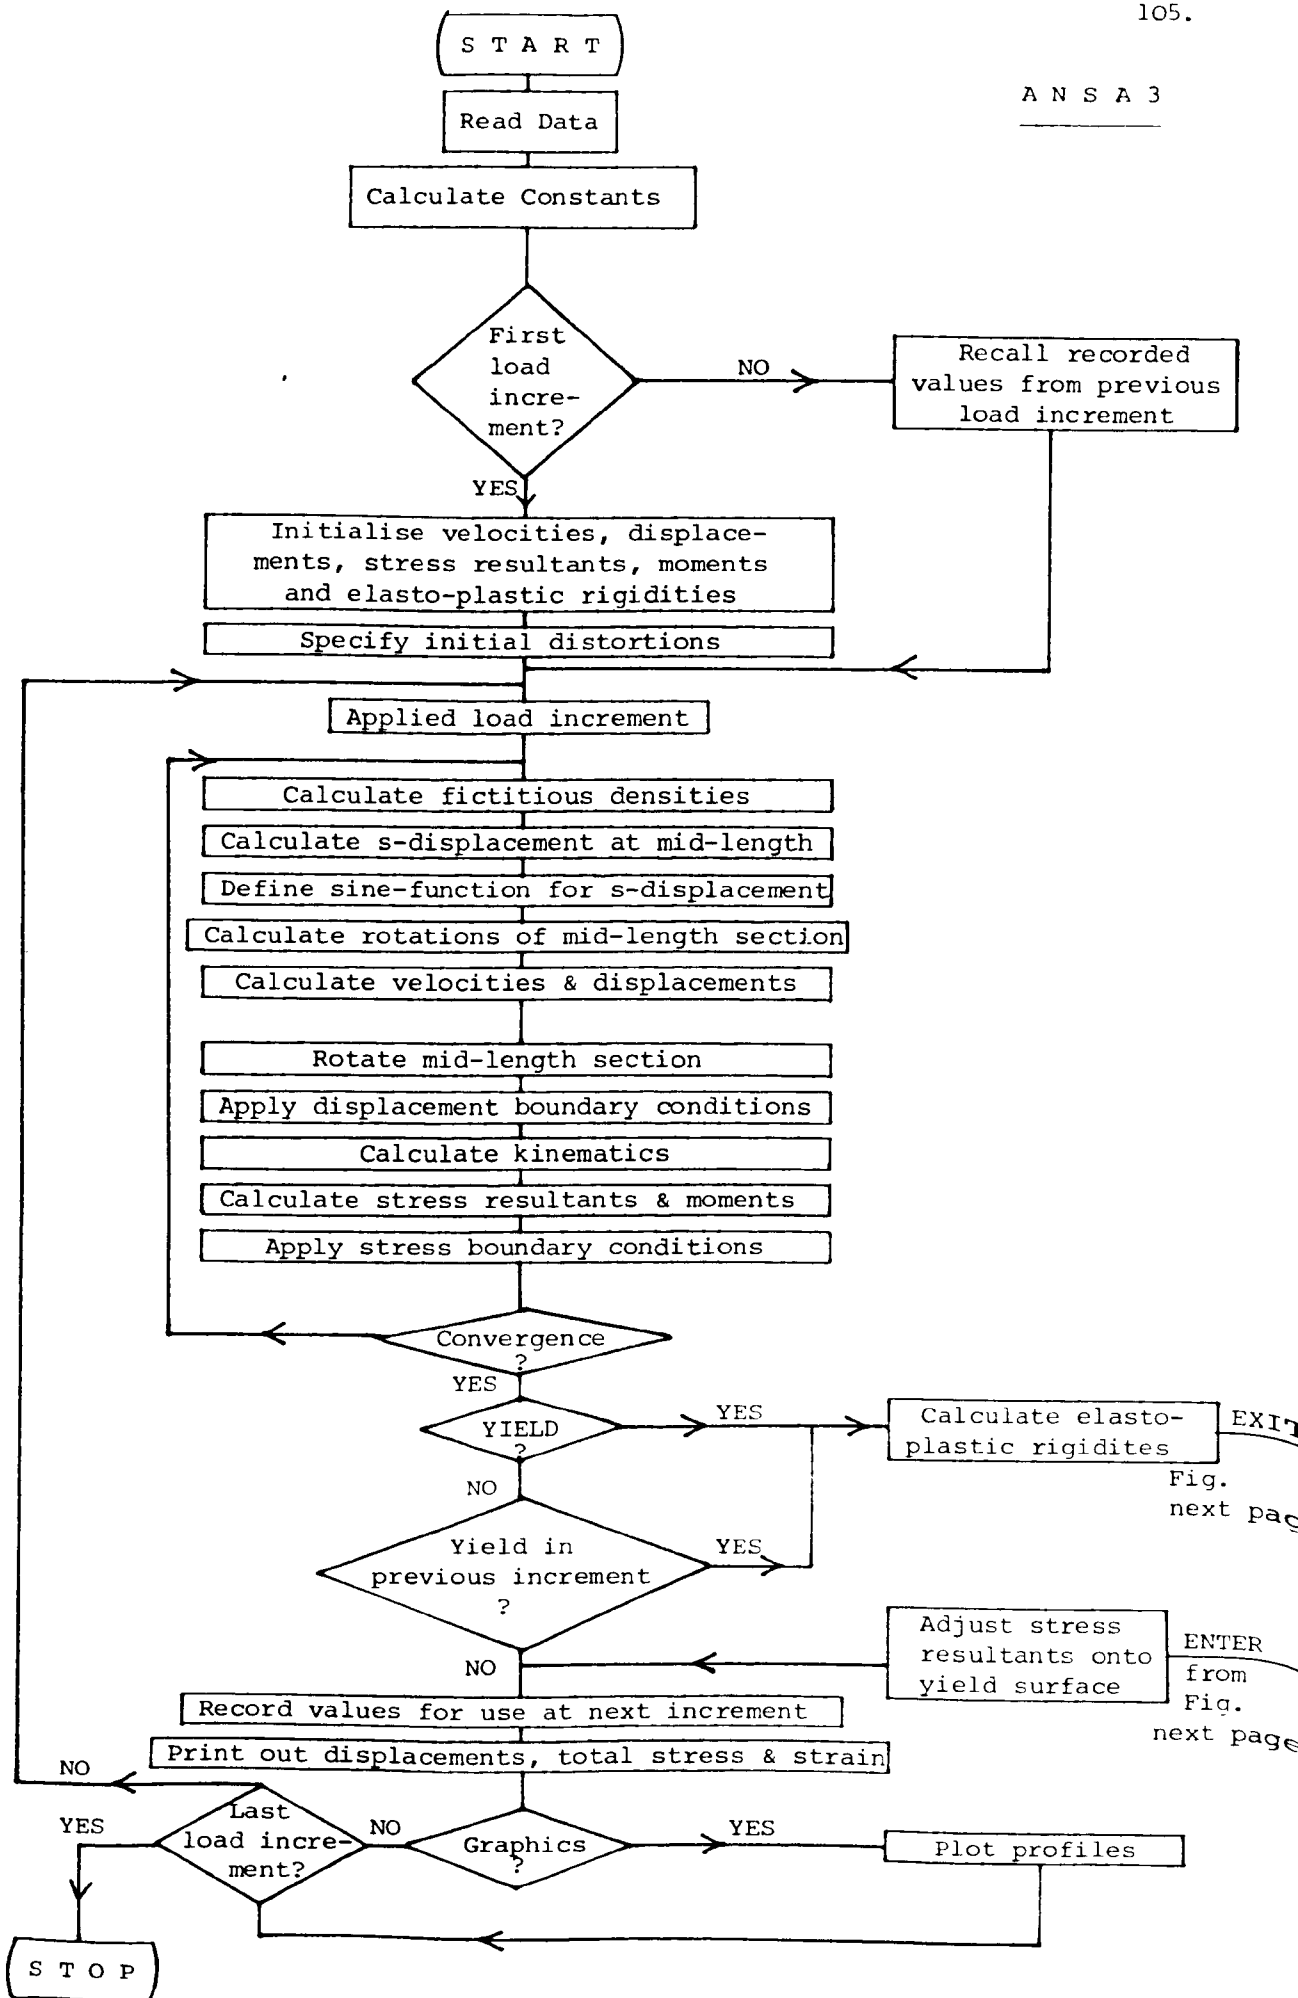 105.
A N S A 3
S T A R T
Read Data
Calculate Constants
First
load
incre-
ment?
NO
Recall recorded
values from previous
load increment
YES
Initialise velocities, displace-
ments, stress resultants, moments
and elasto-plastic rigidities
Specify initial distortions
Applied load increment
Calculate fictitious densities
Calculate s-displacement at mid-length
Define sine-function for s-displacement
Calculate rotations of mid-length section
Calculate velocities & displacements
Rotate mid-length section
Apply displacement boundary conditions
Calculate kinematics
Calculate stress resultants & moments
Apply stress boundary conditions
Convergence
?
YES
YIELD
?
YES
Calculate elasto-
plastic rigidites
EXIT
Fig.
next pag
NO
Yield in
previous increment
?
YES
Adjust stress
resultants onto
yield surface
ENTER
from
Fig.
next page
NO
Record values for use at next increment
Print out displacements, total stress & strain
NO
Last
load incre-
ment?
YES
NO
Graphics
?
YES
Plot profiles
S T O P